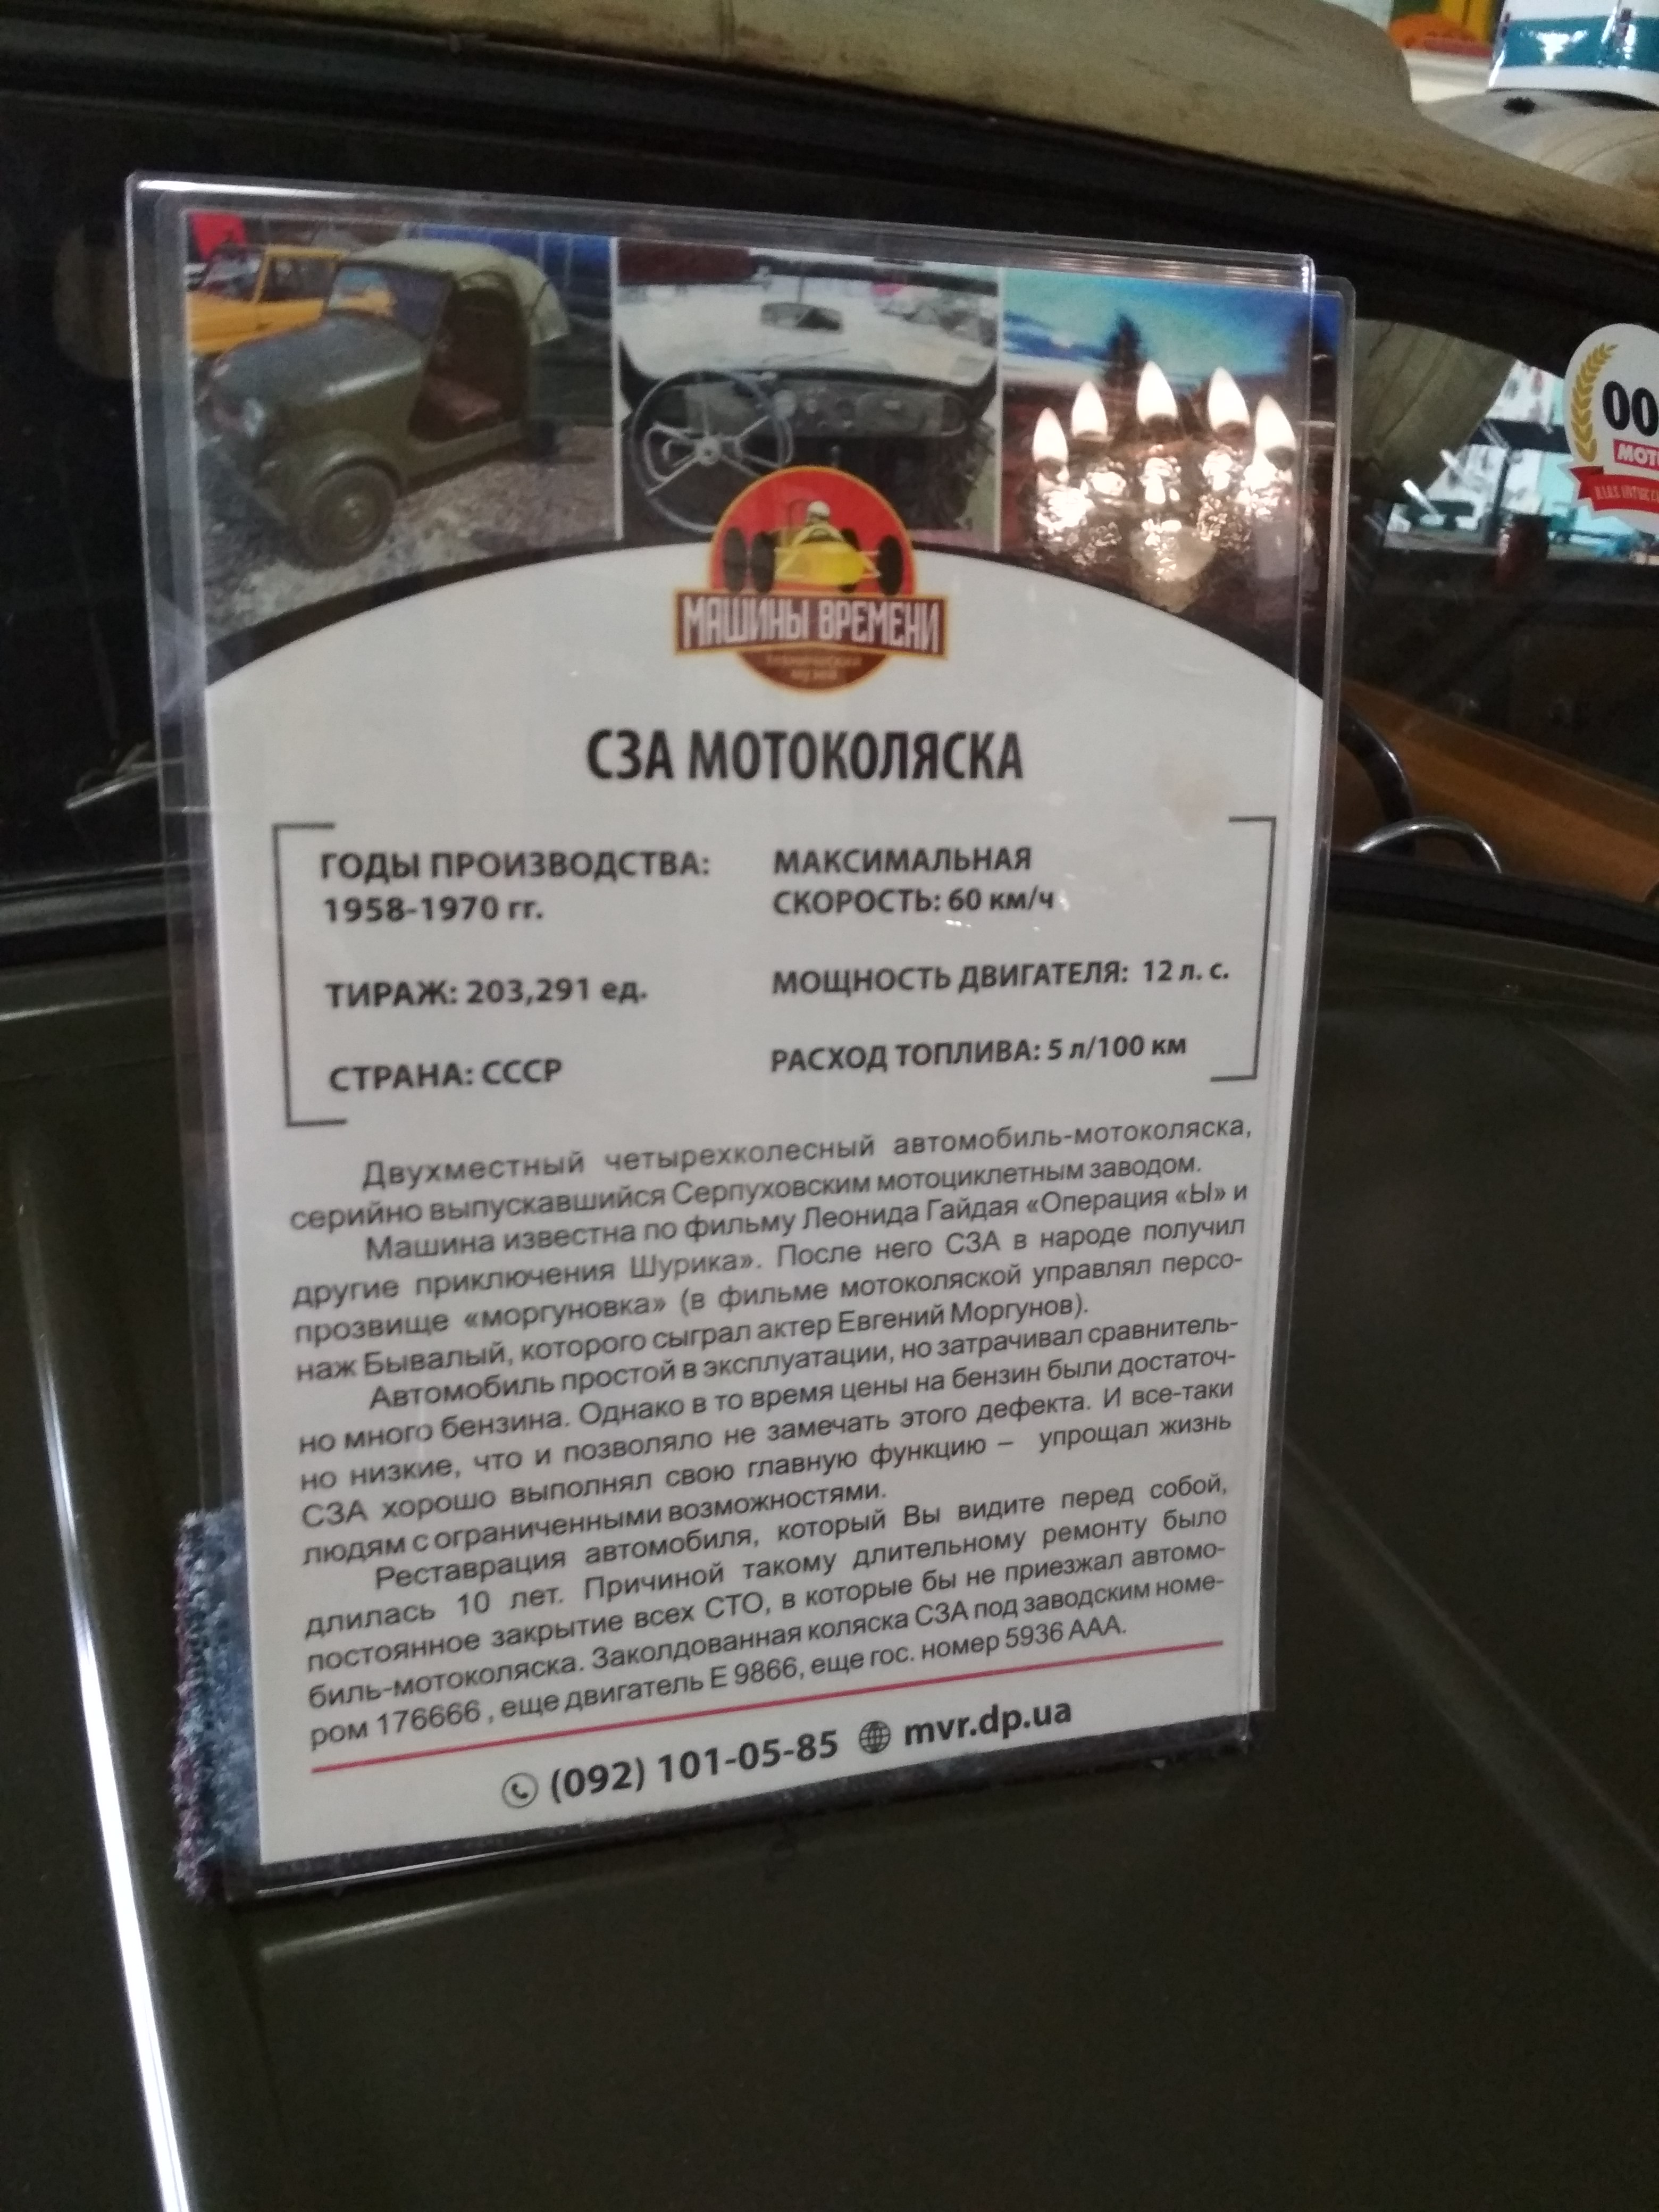 00
МОТО
МАШИНЫ ВРЕМЕНИ
ТЕХНИЧЕСКИЙ
МУЗЕЙ
СЗА МОТОКОЛЯСКА
ГОДЫ ПРОИЗВОДСТВА:
1958-1970 гг.
ТИРАЖ: 203,291 ед.
СТРАНА: СССР
МАКСИМАЛЬНАЯ
СКОРОСТЬ: 60 км/ч
МОЩНОСТЬ ДВИГАТЕЛЯ: 12 л. с.
РАСХОД ТОПЛИВА: 5 л/100 км
Двухместный четырехколесный автомобиль-мотоколяска,
серийно выпускавшийся Серпуховским мотоциклетным заводом.
Машина известна по фильму Леонида Гайдая «Операция «Ы» и
другие приключения Шурика». После него СЗА в народе получил
прозвище «моргуновка» (в фильме мотоколяской управлял персо-
наж Бывалый, которого сыграл актер Евгений Моргунов).
Автомобиль простой в эксплуатации, но затрачивал сравнитель-
но много бензина. Однако в то время цены на бензин были достаточ-
но низкие, что и позволяло не замечать этого дефекта. И все-таки
СЗА хорошо выполнял свою главную функцию – упрощал жизнь
людям с ограниченными возможностями.
Реставрация автомобиля, который Вы видите перед собой,
длилась 10 лет. Причиной такому длительному ремонту было
постоянное закрытие всех СТО, в которые бы не приезжал автомо-
биль-мотоколяска. Заколдованная коляска СЗА под заводским номе-
ром 176666 , еще двигатель Е 9866, еще гос. номер 5936 ААА.
(092) 101-05-85 mvr.dp.ua